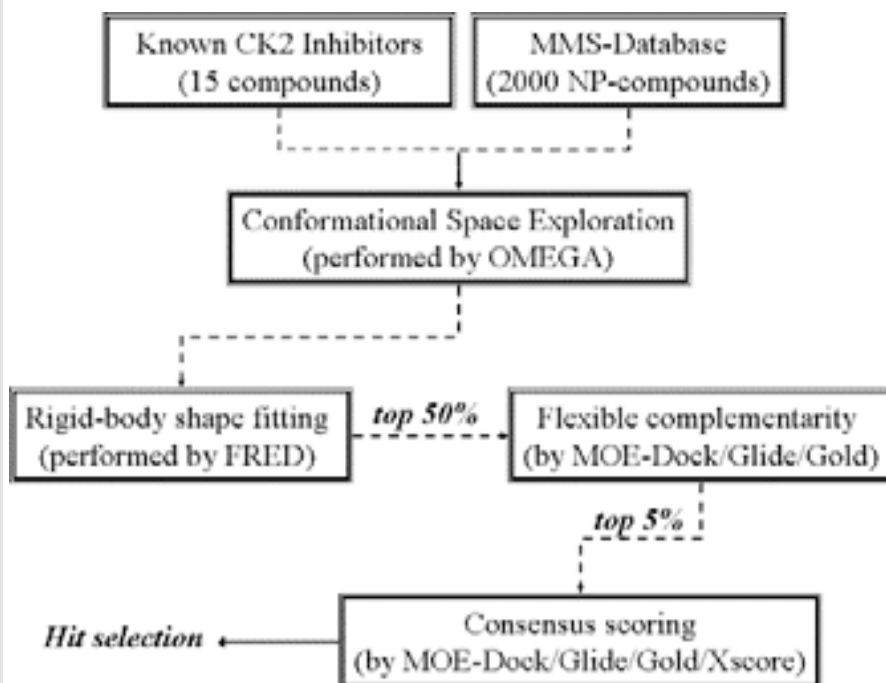 Known CK2 Inhibitors
(15 compounds)
MMS-Database
(2000 NP-compounds)
Conformational Space Exploration
(performed by OMEGA)
Rigid-body shape fitting
(performed by FRED)
top 50%
Flexible complementarity
(by MOE-Dock/Glide/Gold)
top 5%
Consensus scoring
(by MOE-Dock/Glide/Gold/Xscore)
Hit selection